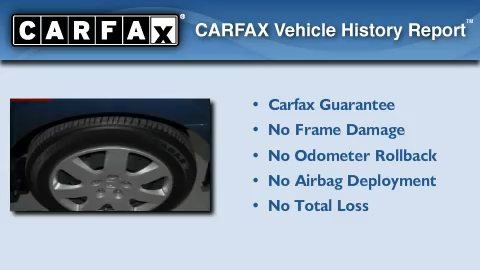 CARFAX® CARFAX Vehicle History Report™
• Carfax Guarantee
• No Frame Damage
• No Odometer Rollback
• No Airbag Deployment
• No Total Loss